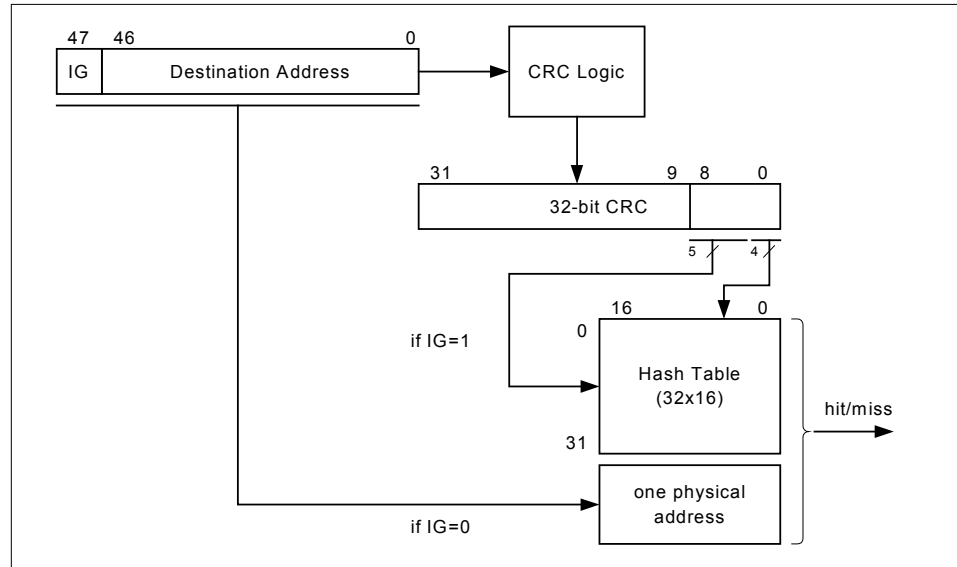 47 46 0
IG Destination Address
CRC Logic
31 9 8 0
32-bit CRC
5 4
16 0
0
if IG=1
Hash Table
(32x16)
hit/miss
31
one physical
address
if IG=0